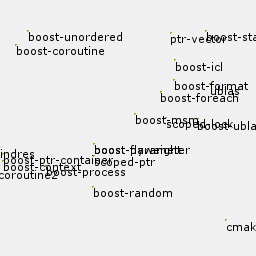 boost-unordered
ptr-vector
boost-sta
boost-coroutine
boost-icl
boost-format
ublas
boost-foreach
boost-msm
scoped-lock
boost-ubla
boost-flyweight
indres
boost-ptr-container
scoped-ptr
boost-context
boost-process
coroutine2
boost-random
cmak